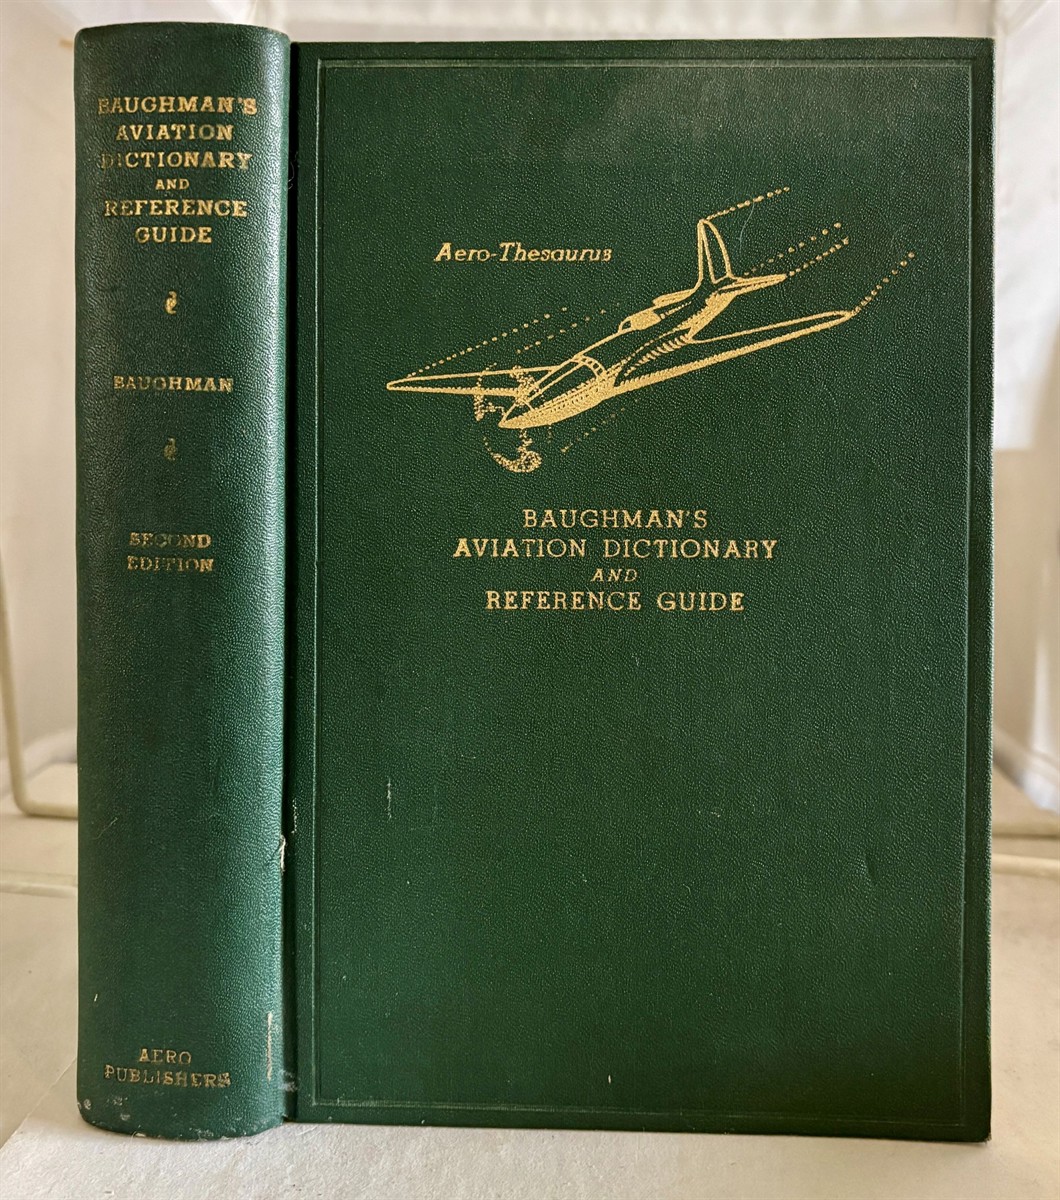 BAUGHMAN'S
AVIATION
DICTIONARY
AND
REFERENCE
GUIDE
BAUGHMAN
SECOND
EDITION
AERO
PUBLISHERS
Aero-Thesaurus
BAUGHMAN'S
AVIATION DICTIONARY
AND
REFERENCE GUIDE